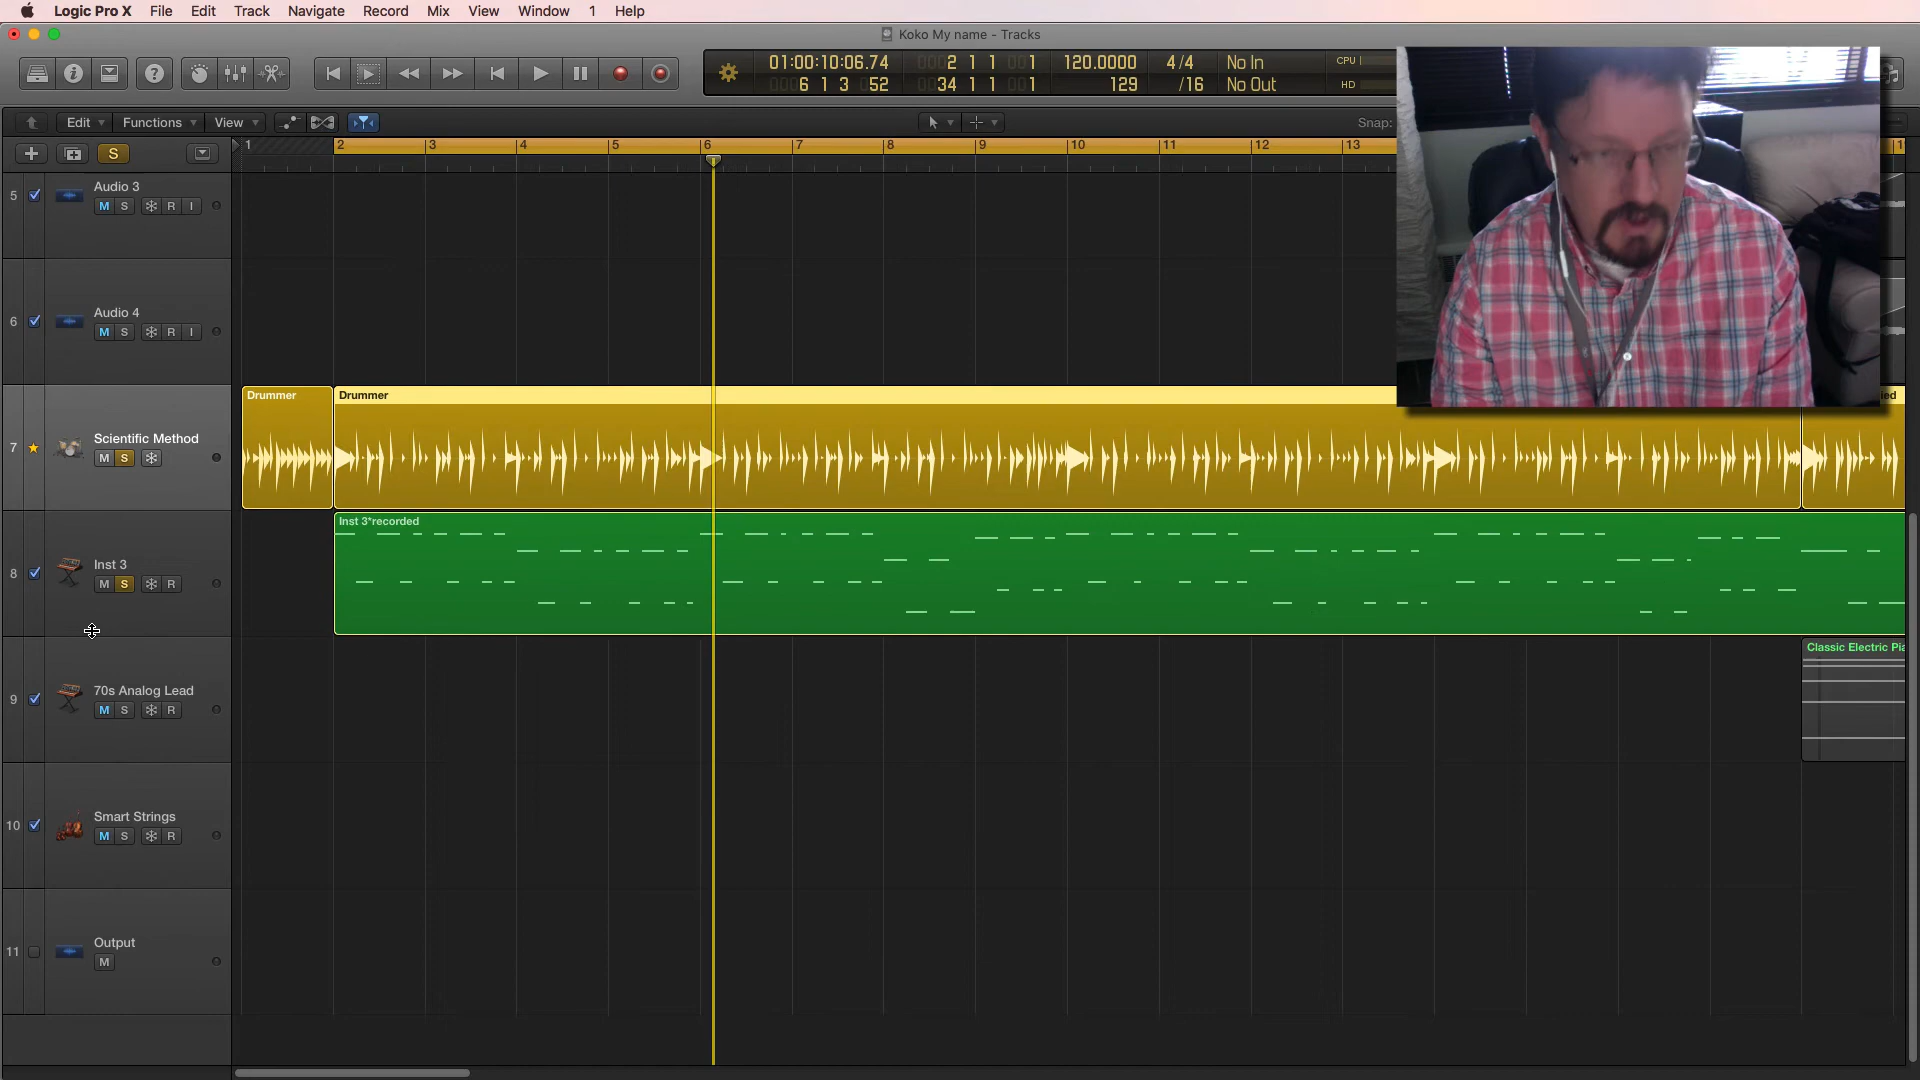 Logic Pro X File Edit Track Navigate Record Mix View Window 1 Help
Koko My name - Tracks
01:00:10:06.74 2 1 1 1 120.0000 4/4 No In CPU
6 1 3 52 34 1 1 1 129 /16 No Out HD
Edit Functions View Snap:
S
1 2 3 4 5 6 7 8 9 10 11 12 13
5 Audio 3
M S R I
6 Audio 4
M S R I
Drummer Drummer
7 Scientific Method
M S
Inst 3*recorded
8 Inst 3
M S R
Classic Electric Pia
9 70s Analog Lead
M S R
10 Smart Strings
M S R
11 Output
M